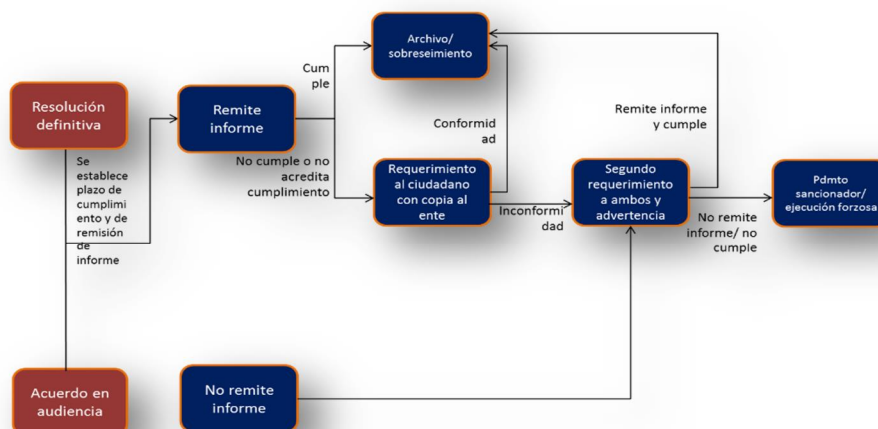 Archivo/
sobreseimiento
Cum
ple
Resolución
definitiva
Remite
informe
Remite informe
y cumple
Conformid
ad
Se
establece
plazo de
cumplimi
ento y de
remisión
de
informe
No cumple o no
acredita
cumplimiento
Requerimiento
al ciudadano
con copia al
ente
Inconformi
dad
Segundo
requerimiento
a ambos y
advertencia
No remite
informe/ no
cumple
Pdmto
sancionador/
ejecución forzosa
Acuerdo en
audiencia
No remite
informe